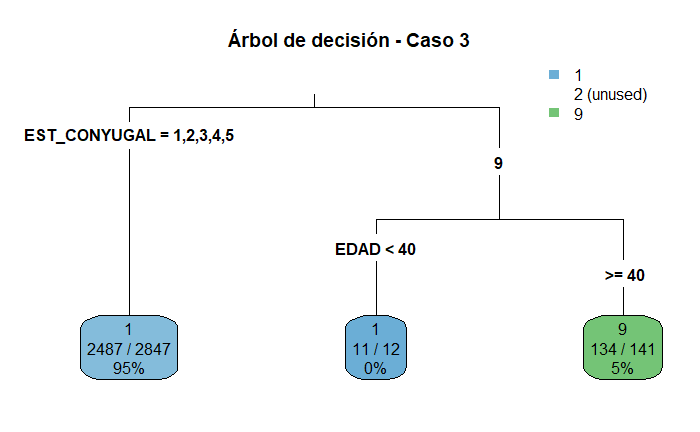 Árbol de decisión - Caso 3
1
2 (unused)
9
EST_CONYUGAL = 1,2,3,4,5
9
EDAD < 40
>= 40
1
2487 / 2847
95%
1
11 / 12
0%
9
134 / 141
5%